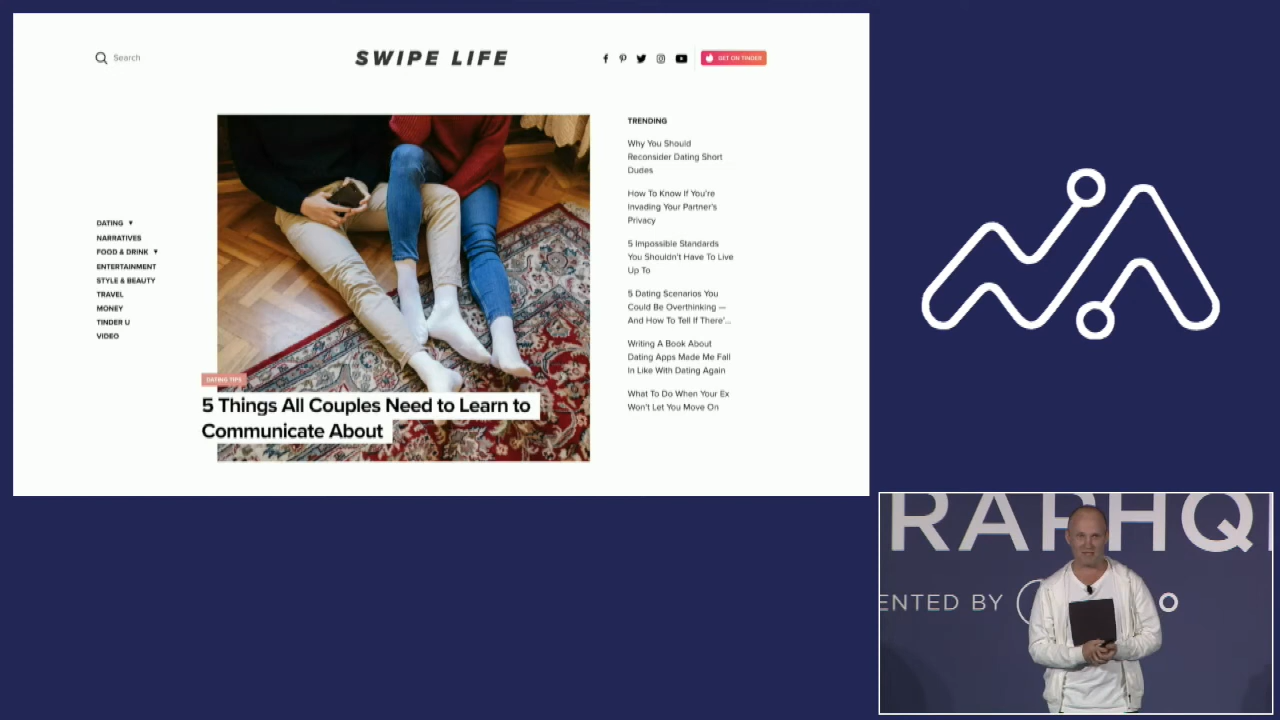 Search
SWIPE LIFE
GET ON TINDER
DATING
NARRATIVES
FOOD & DRINK
ENTERTAINMENT
STYLE & BEAUTY
TRAVEL
MONEY
TINDER U
VIDEO
DATING TIPS
5 Things All Couples Need to Learn to
Communicate About
TRENDING
Why You Should
Reconsider Dating Short
Dudes
How To Know If You're
Invading Your Partner's
Privacy
5 Impossible Standards
You Shouldn't Have To Live
Up To
5 Dating Scenarios You
Could Be Overthinking —
And How To Tell If There'...
Writing A Book About
Dating Apps Made Me Fall
In Like With Dating Again
What To Do When Your Ex
Won't Let You Move On
RAPHQ
ENTED BY
O